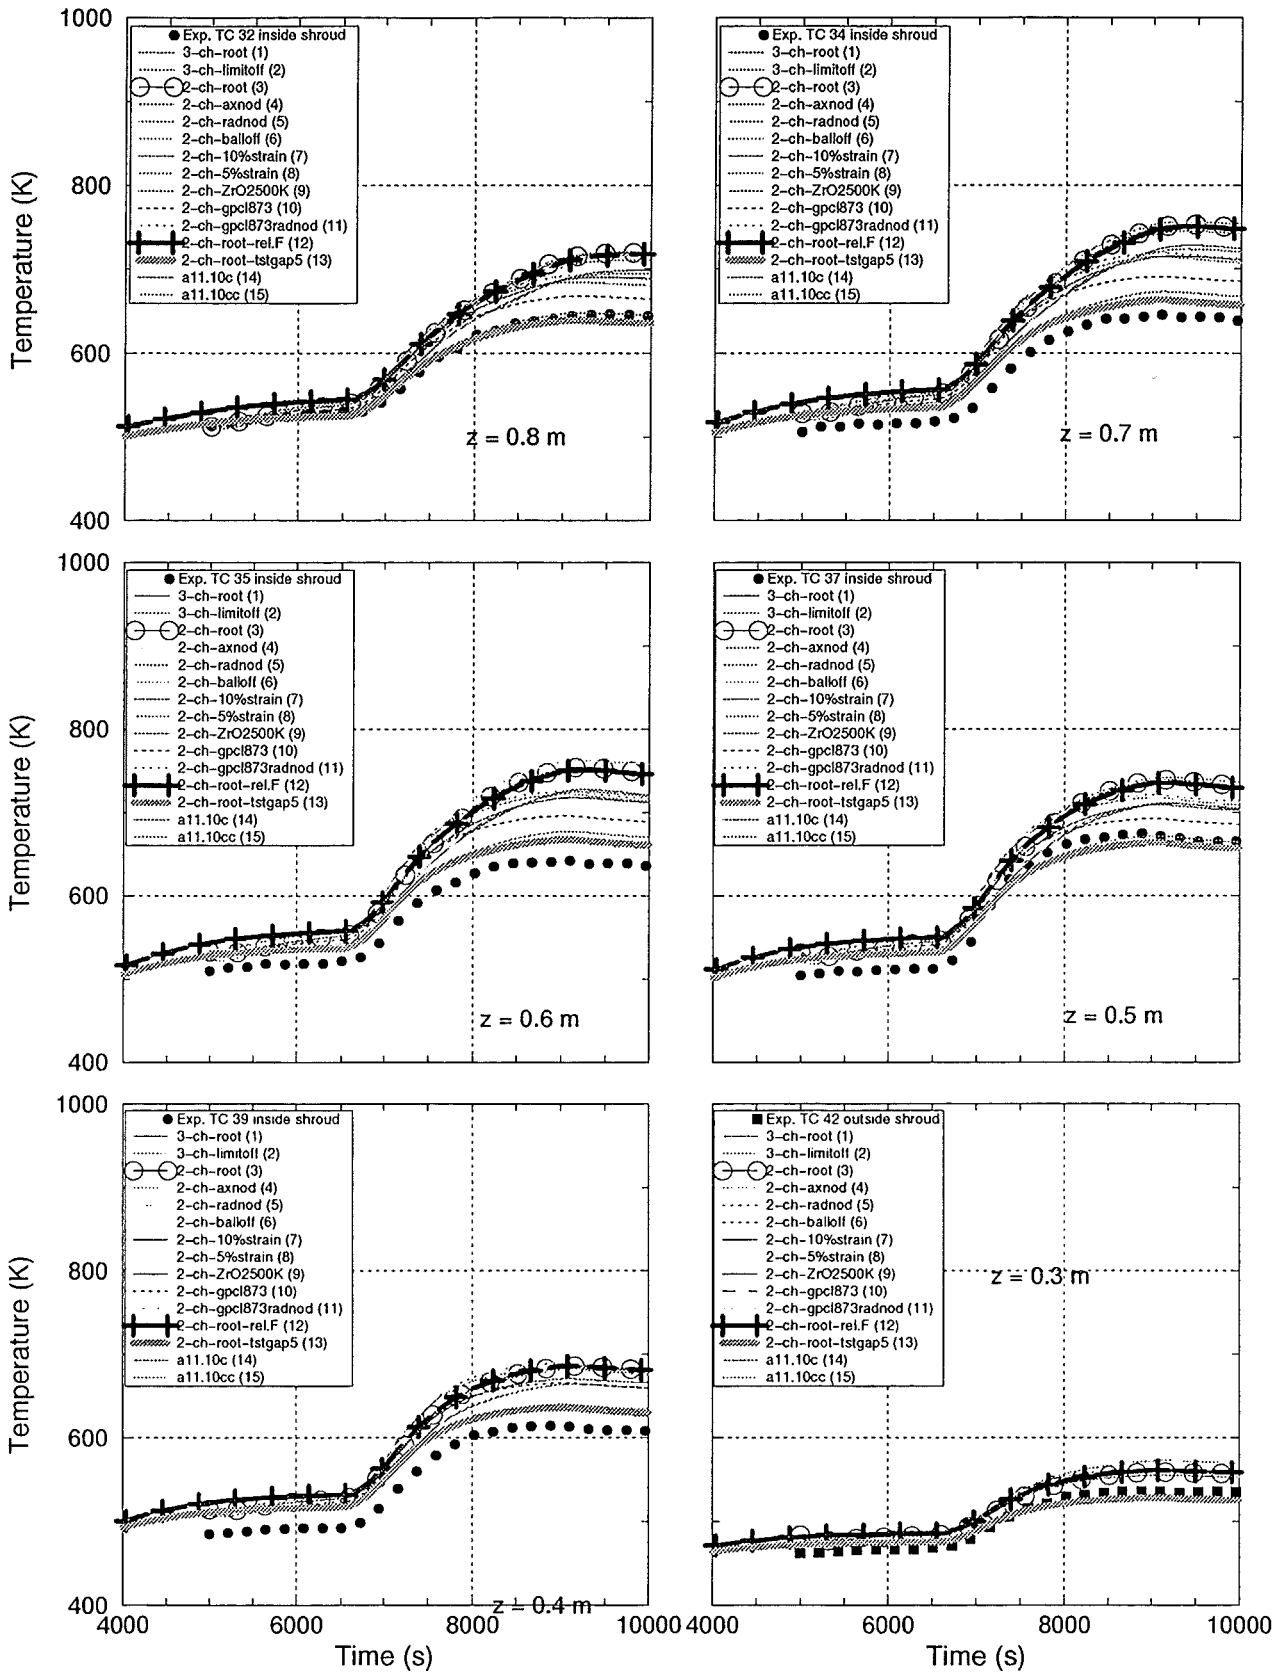 1000
Exp. TC 32 inside shroud
3-ch-root (1)
3-ch-limitoff (2)
2-ch-root (3)
2-ch-axnod (4)
2-ch-radnod (5)
2-ch-balloff (6)
2-ch-10%strain (7)
2-ch-5%strain (8)
2-ch-ZrO2500K (9)
2-ch-gpcl873 (10)
2-ch-gpcl873radnod (11)
2-ch-root-rel.F (12)
2-ch-root-tstgap5 (13)
a11.10c (14)
a11.10cc (15)
800
600
400
Temperature (K)
z = 0.8 m
Exp. TC 34 inside shroud
3-ch-root (1)
3-ch-limitoff (2)
2-ch-root (3)
2-ch-axnod (4)
2-ch-radnod (5)
2-ch-balloff (6)
2-ch-10%strain (7)
2-ch-5%strain (8)
2-ch-ZrO2500K (9)
2-ch-gpcl873 (10)
2-ch-gpcl873radnod (11)
2-ch-root-rel.F (12)
2-ch-root-tstgap5 (13)
a11.10c (14)
a11.10cc (15)
z = 0.7 m
1000
Exp. TC 35 inside shroud
3-ch-root (1)
3-ch-limitoff (2)
2-ch-root (3)
2-ch-axnod (4)
2-ch-radnod (5)
2-ch-balloff (6)
2-ch-10%strain (7)
2-ch-5%strain (8)
2-ch-ZrO2500K (9)
2-ch-gpcl873 (10)
2-ch-gpcl873radnod (11)
2-ch-root-rel.F (12)
2-ch-root-tstgap5 (13)
a11.10c (14)
a11.10cc (15)
800
600
400
Temperature (K)
z = 0.6 m
Exp. TC 37 inside shroud
3-ch-root (1)
3-ch-limitoff (2)
2-ch-root (3)
2-ch-axnod (4)
2-ch-radnod (5)
2-ch-balloff (6)
2-ch-10%strain (7)
2-ch-5%strain (8)
2-ch-ZrO2500K (9)
2-ch-gpcl873 (10)
2-ch-gpcl873radnod (11)
2-ch-root-rel.F (12)
2-ch-root-tstgap5 (13)
a11.10c (14)
a11.10cc (15)
z = 0.5 m
1000
Exp. TC 39 inside shroud
3-ch-root (1)
3-ch-limitoff (2)
2-ch-root (3)
2-ch-axnod (4)
2-ch-radnod (5)
2-ch-balloff (6)
2-ch-10%strain (7)
2-ch-5%strain (8)
2-ch-ZrO2500K (9)
2-ch-gpcl873 (10)
2-ch-gpcl873radnod (11)
2-ch-root-rel.F (12)
2-ch-root-tstgap5 (13)
a11.10c (14)
a11.10cc (15)
800
600
400
Temperature (K)
z = 0.4 m
4000 6000 8000 10000
Time (s)
Exp. TC 42 outside shroud
3-ch-root (1)
3-ch-limitoff (2)
2-ch-root (3)
2-ch-axnod (4)
2-ch-radnod (5)
2-ch-balloff (6)
2-ch-10%strain (7)
2-ch-5%strain (8)
2-ch-ZrO2500K (9)
2-ch-gpcl873 (10)
2-ch-gpcl873radnod (11)
2-ch-root-rel.F (12)
2-ch-root-tstgap5 (13)
a11.10c (14)
a11.10cc (15)
z = 0.3 m
4000 6000 8000 10000
Time (s)